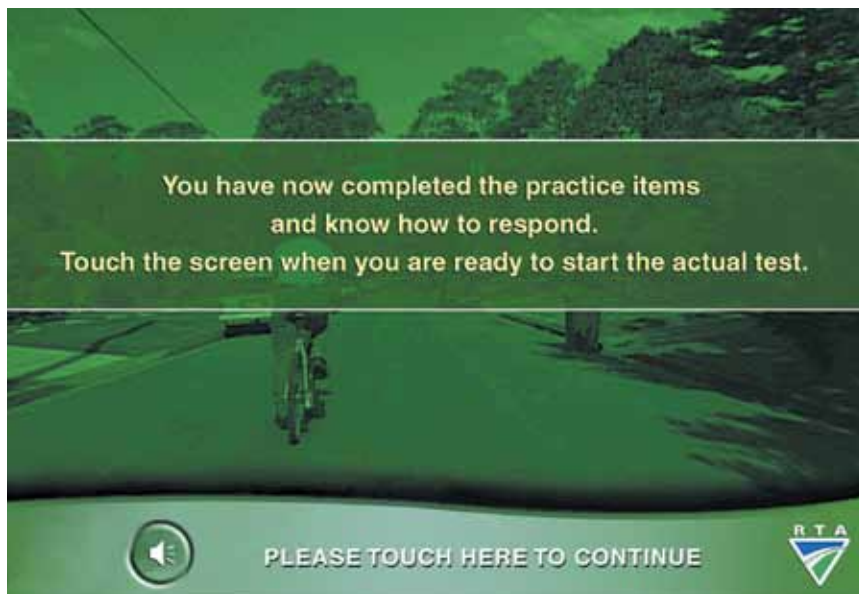 You have now completed the practice items
and know how to respond.
Touch the screen when you are ready to start the actual test.
PLEASE TOUCH HERE TO CONTINUE
RTA